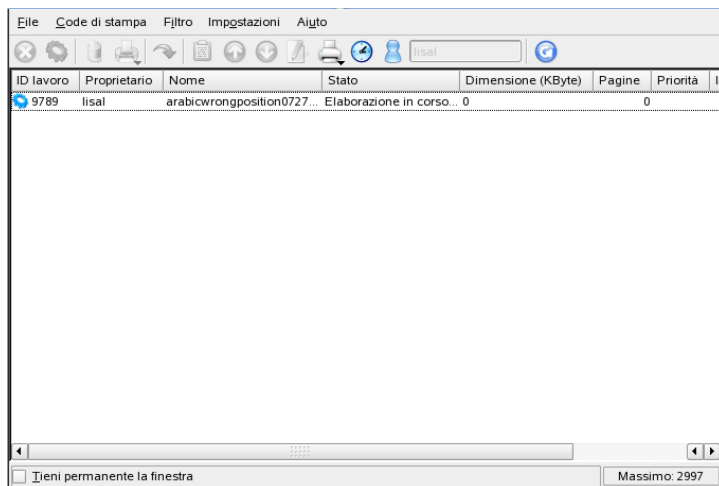 File Code di stampa Filtro Impostazioni Aiuto
lisal
ID lavoro Proprietario Nome Stato Dimensione (KByte) Pagine Priorità
9789 lisal arabicwrongposition0727... Elaborazione in corso... 0 0
Tieni permanente la finestra Massimo: 2997